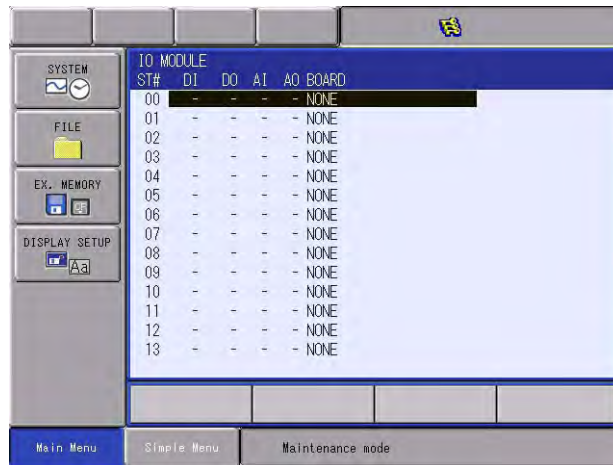 IO MODULE
ST# DI DO AI AO BOARD
00 - - - - NONE
01 - - - - NONE
02 - - - - NONE
03 - - - - NONE
04 - - - - NONE
05 - - - - NONE
06 - - - - NONE
07 - - - - NONE
08 - - - - NONE
09 - - - - NONE
10 - - - - NONE
11 - - - - NONE
12 - - - - NONE
13 - - - - NONE
SYSTEM
FILE
EX. MEMORY
DISPLAY SETUP
Aa
Main Menu
Simple Menu
Maintenance mode